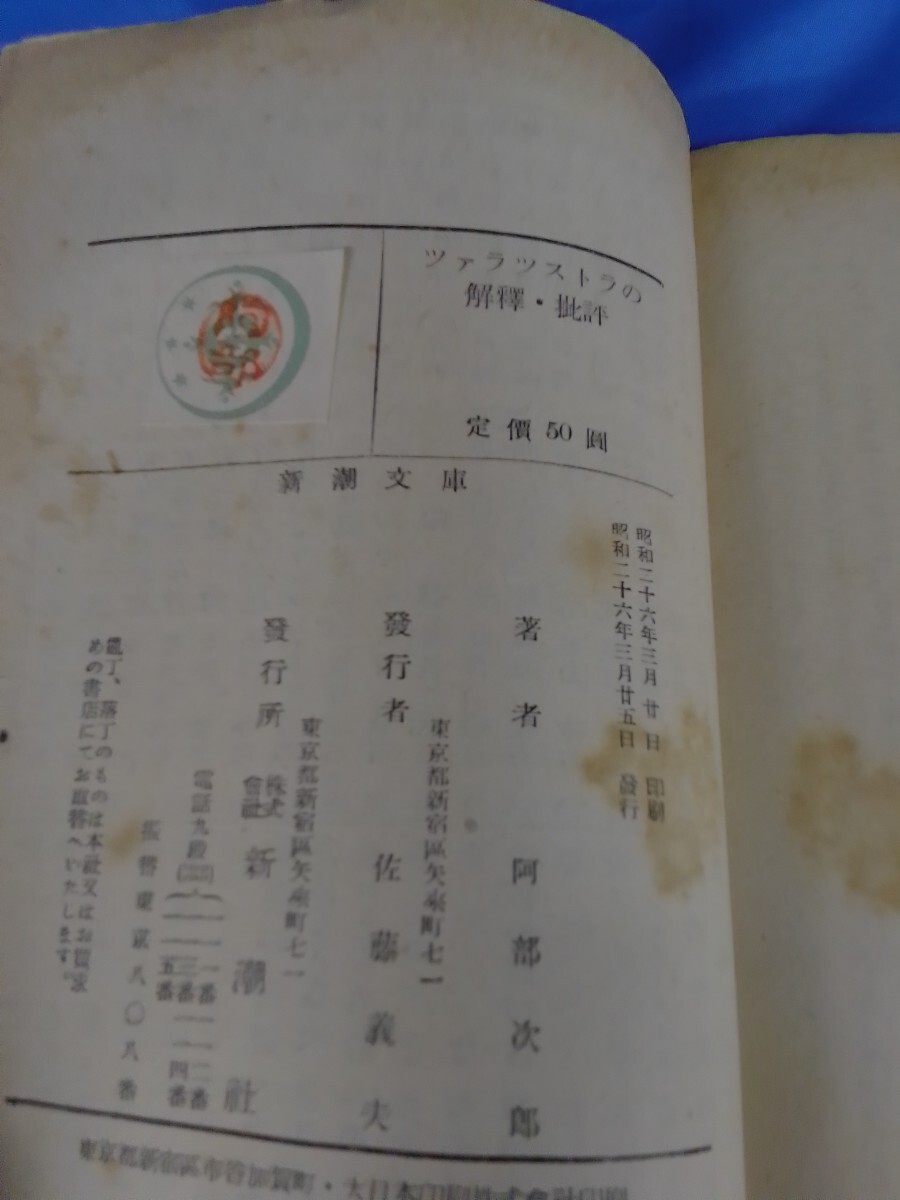 ツァラツストラの
解釋・批評
定價50圓
阿部
新潮文庫
昭和二十六年三月廿日 印刷
昭和二十六年三月廿五日 發行
著者 阿部次郎
東京都新宿區矢來町七一
發行者 佐藤義夫
東京都新宿區矢來町七一
發行所 株式會社 新潮社
電話九段
振替東京八〇八番
亂丁、落丁のものは本社又はお買求
めの書店にてお取替へいたします。
東京都新宿區市谷加賀町・大日本印刷株式會社印刷